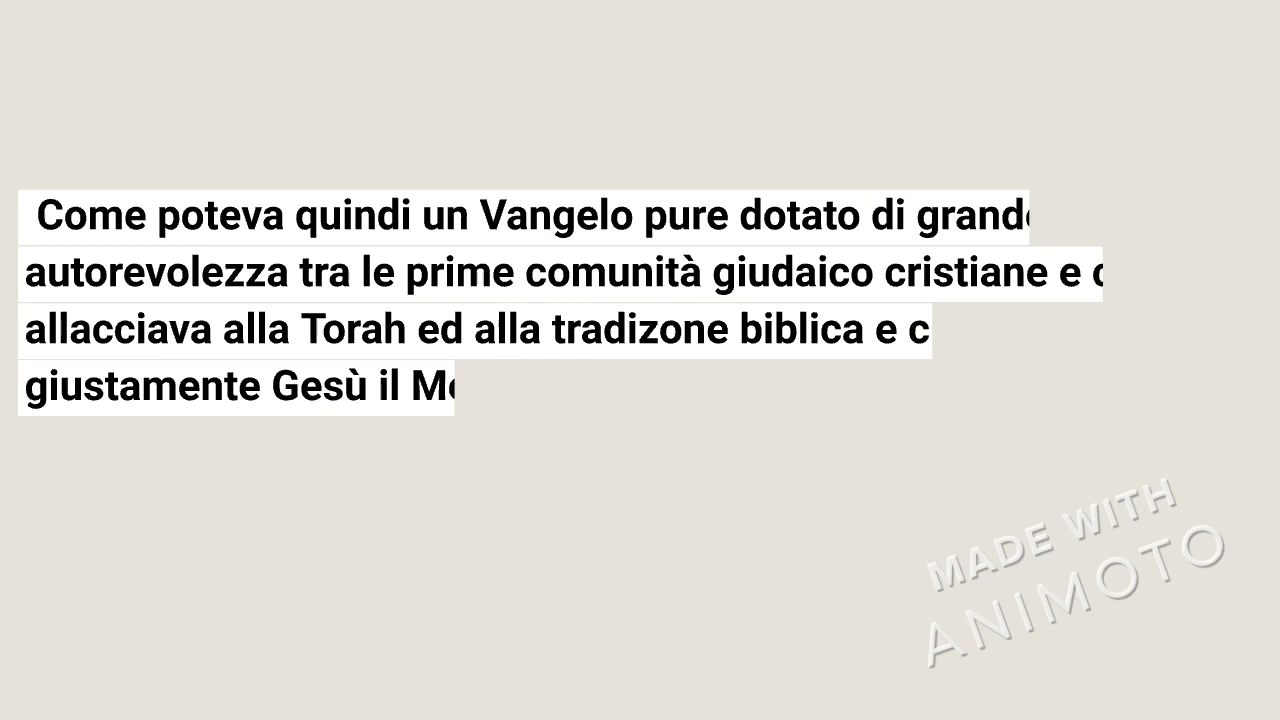 Come poteva quindi un Vangelo pure dotato di
autorevolezza tra le prime comunità giudaico cristiane e
allacciava alla Torah ed alla tradizone biblica e
giustamente Gesù il
MADE WITH
ANIMOTO